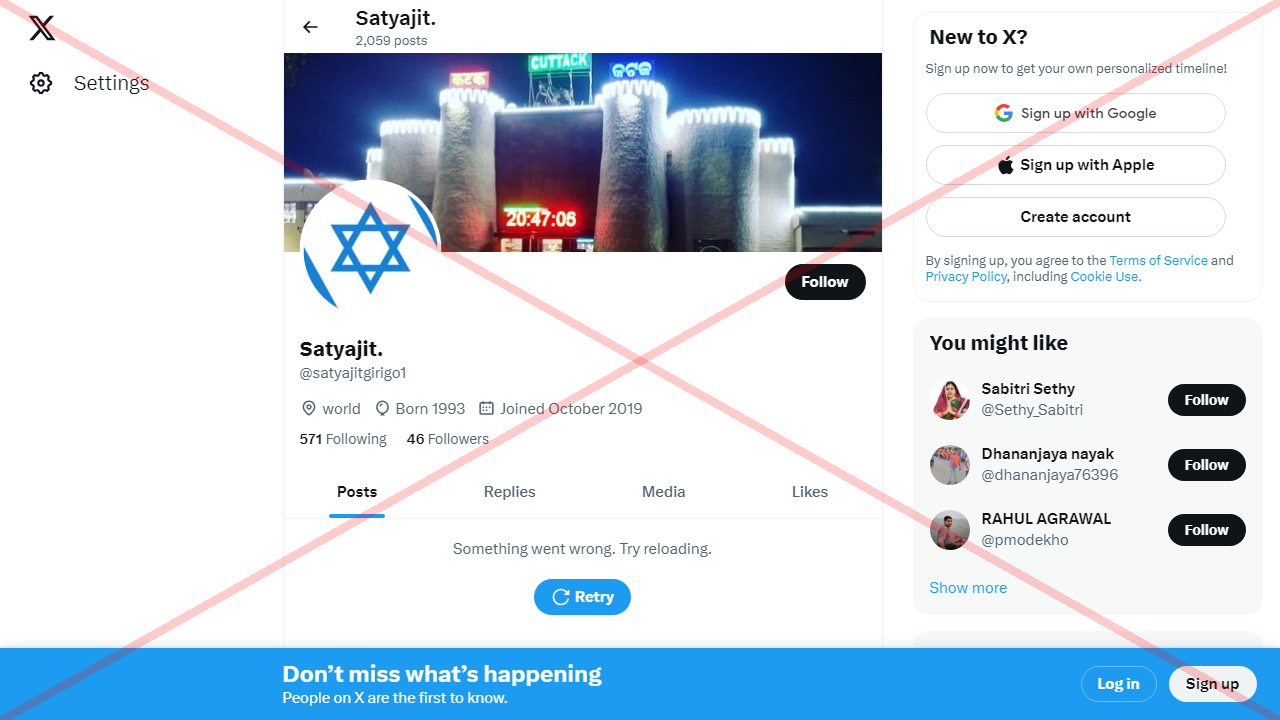 Settings
Satyajit.
2,059 posts
कटक
CUTTACK
କଟକ
20:47:06
Follow
Satyajit.
@satyajitgirigo1
world Born 1993 Joined October 2019
571 Following 46 Followers
Posts Replies Media Likes
Something went wrong. Try reloading.
Retry
New to X?
Sign up now to get your own personalized timeline!
Sign up with Google
Sign up with Apple
Create account
By signing up, you agree to the Terms of Service and
Privacy Policy, including Cookie Use.
You might like
Sabitri Sethy
@Sethy_Sabitri
Follow
Dhananjaya nayak
@dhananjaya76396
Follow
RAHUL AGRAWAL
@pmodekho
Follow
Show more
Don’t miss what’s happening
People on X are the first to know.
Log in
Sign up